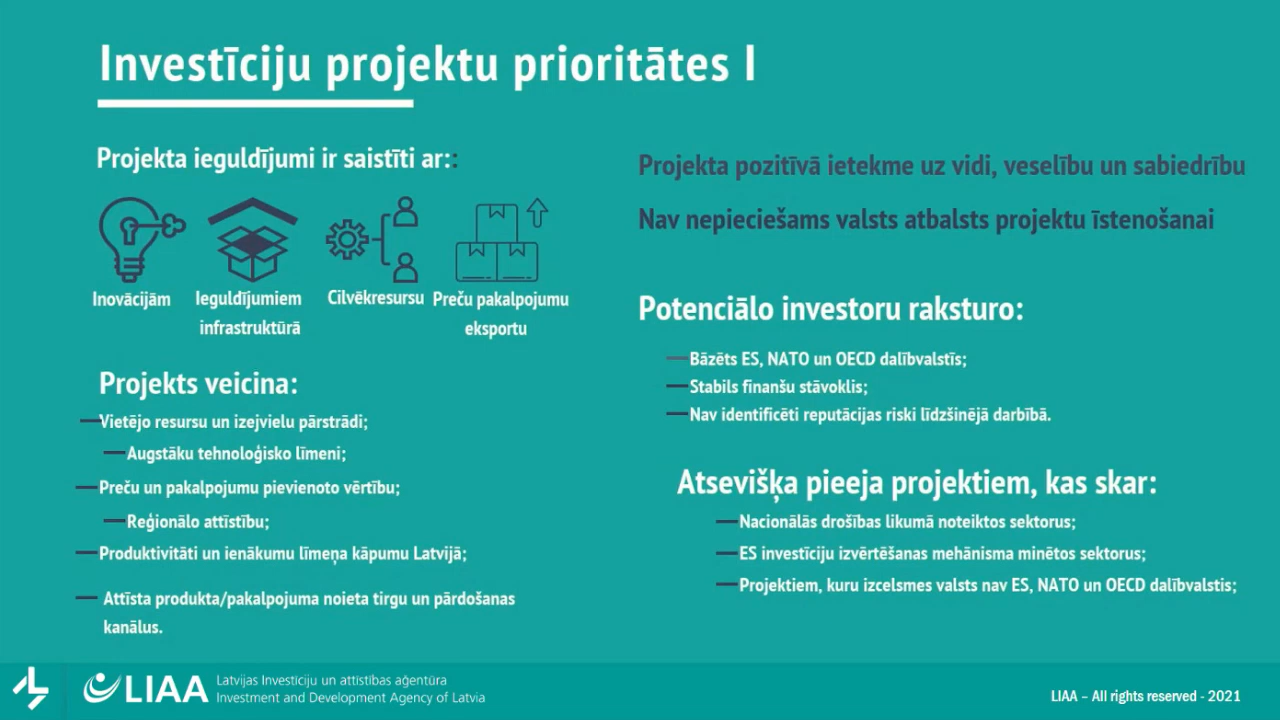 Investīciju projektu prioritātes I
Projekta ieguldījumi ir saistīti ar::
Inovācijām
Ieguldījumiem
infrastruktūrā
Cilvēkresursu
Preču pakalpojumu
eksportu
Projekts veicina:
Vietējo resursu un izejvielu pārstrādi;
Augstāku tehnoloģisko līmeni;
Preču un pakalpojumu pievienoto vērtību;
Reģionālo attīstību;
Produktivitāti un ienākumu līmeņa kāpumu Latvijā;
Attīsta produkta/pakalpojuma noieta tirgu un pārdošanas
kanālus.
Projekta pozitīvā ietekme uz vidi, veselību un sabiedrību
Nav nepieciešams valsts atbalsts projektu īstenošanai
Potenciālo investoru raksturo:
Bāzēts ES, NATO un OECD dalībvalstīs;
Stabils finanšu stāvoklis;
Nav identificēti reputācijas riski līdzšinējā darbībā.
Atsevišķa pieeja projektiem, kas skar:
Nacionālās drošības likumā noteiktos sektorus;
ES investīciju izvērtēšanas mehānisma minētos sektorus;
Projektiem, kuru izcelsmes valsts nav ES, NATO un OECD dalībvalstis;
LIAA
Latvijas Investīciju un attīstības aģentūra
Investment and Development Agency of Latvia
LIAA – All rights reserved - 2021